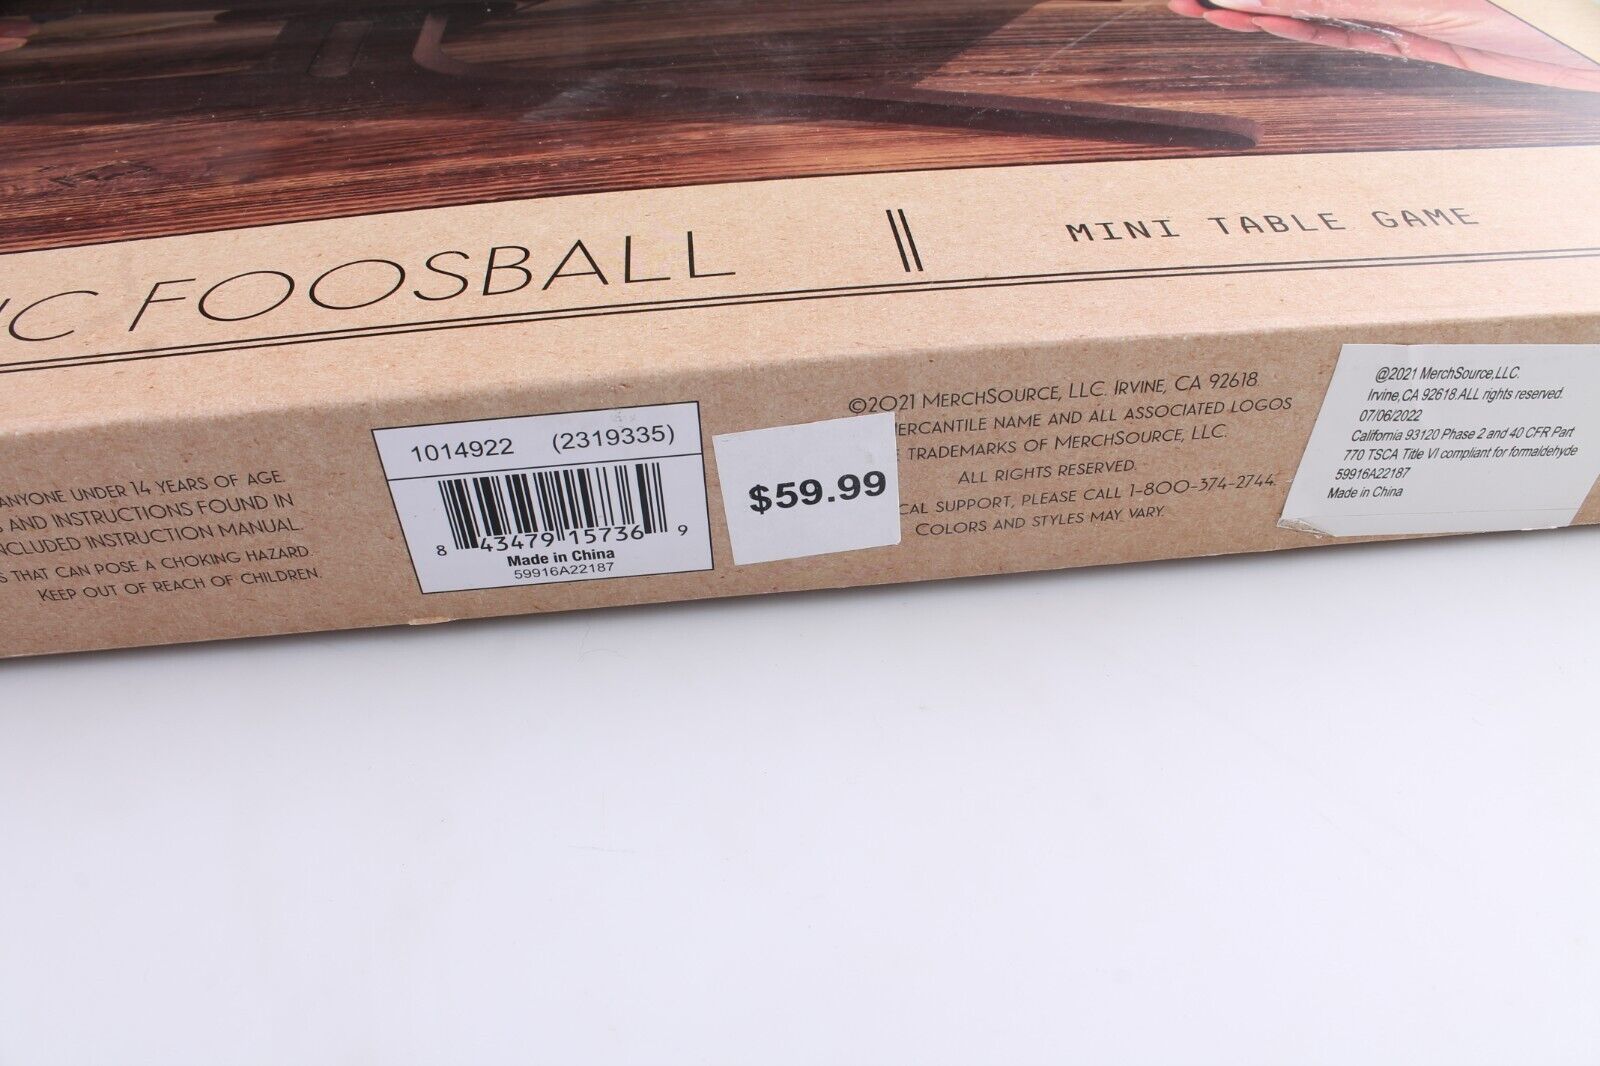 FOOSBALL
MINI TABLE GAME
ANYONE UNDER 14 YEARS OF AGE.
AND INSTRUCTIONS FOUND IN
INSTRUCTION MANUAL.
THAT CAN POSE A CHOKING HAZARD.
KEEP OUT OF REACH OF CHILDREN.
1014922 (2319335)
8 43479 15736 9
Made in China
59916A22187
$59.99
©2021 MERCHSOURCE, LLC. IRVINE, CA 92618.
NAME AND ALL ASSOCIATED LOGOS
TRADEMARKS OF MERCHSOURCE, LLC.
ALL RIGHTS RESERVED.
SUPPORT, PLEASE CALL 1-800-374-2744.
COLORS AND STYLES MAY VARY.
@2021 MerchSource,LLC.
Irvine,CA 92618.ALL rights reserved.
07/06/2022
California 93120 Phase 2 and 40 CFR Part
770 TSCA Title VI compliant for formaldehyde
59916A22187
Made in China